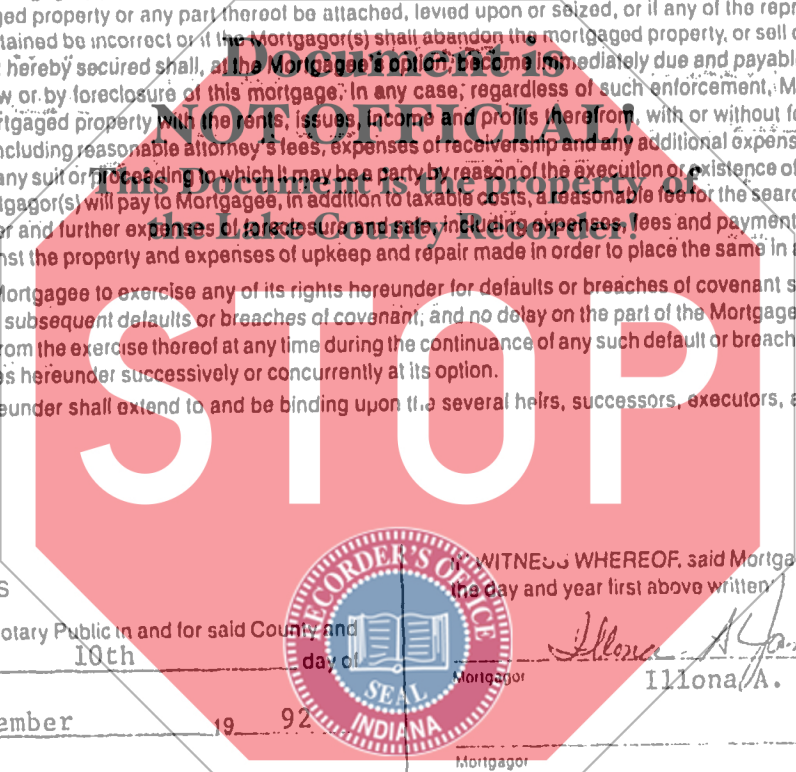 ged property or any part thereof be attached, levied upon or seized, or if any of the repr
tained be incorrect or if the Mortgagor(s) shall abandon the mortgaged property, or sell o
Document is
hereby secured shall, at the Mortgagee's option, become immediately due and payabl
w or by foreclosure of this mortgage. In any case, regardless of such enforcement, M
NOT OFFICIAL!
rtgaged property with the rents, issues, income and profits therefrom, with or without fo
ncluding reasonable attorney's fees, expenses of receivership and any additional expens
any suit or proceeding to which it may be a party by reason of the execution or existence of
This Document is the property of
gagor(s) will pay to Mortgagee, in addition to taxable costs, a reasonable fee for the sear
the Lake County Recorder!
er and further expenses of foreclosure and sale, including expenses, fees and payment
nst the property and expenses of upkeep and repair made in order to place the same in a
Mortgagee to exercise any of its rights hereunder for defaults or breaches of covenant s
subsequent defaults or breaches of covenant, and no delay on the part of the Mortgage
rom the exercise thereof at any time during the continuance of any such default or breach
s hereunder successively or concurrently at its option.
eunder shall extend to and be binding upon the several heirs, successors, executors, a
STOP
RECORDER'S OFFICE
SEAL
INDIANA
WITNESS WHEREOF, said Mortga
the day and year first above written
S
otary Public in and for said County and
10th day of
ember 19 92
Illona A.
Mortgagor
Illona A.
Mortgagor